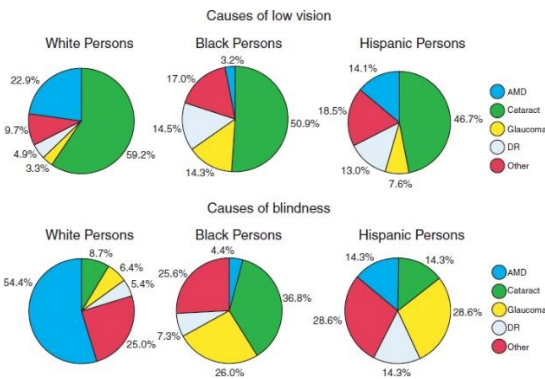 Causes of low vision
White Persons
Black Persons
Hispanic Persons
22.9%
9.7%
4.9%
3.3%
59.2%
3.2%
17.0%
14.5%
14.3%
50.9%
14.1%
18.5%
13.0%
7.6%
46.7%
AMD
Cataract
Glaucoma
DR
Other
Causes of blindness
White Persons
Black Persons
Hispanic Persons
8.7%
6.4%
5.4%
54.4%
25.0%
4.4%
25.6%
7.3%
26.0%
36.8%
14.3%
14.3%
28.6%
28.6%
14.3%
AMD
Cataract
Glaucoma
DR
Other